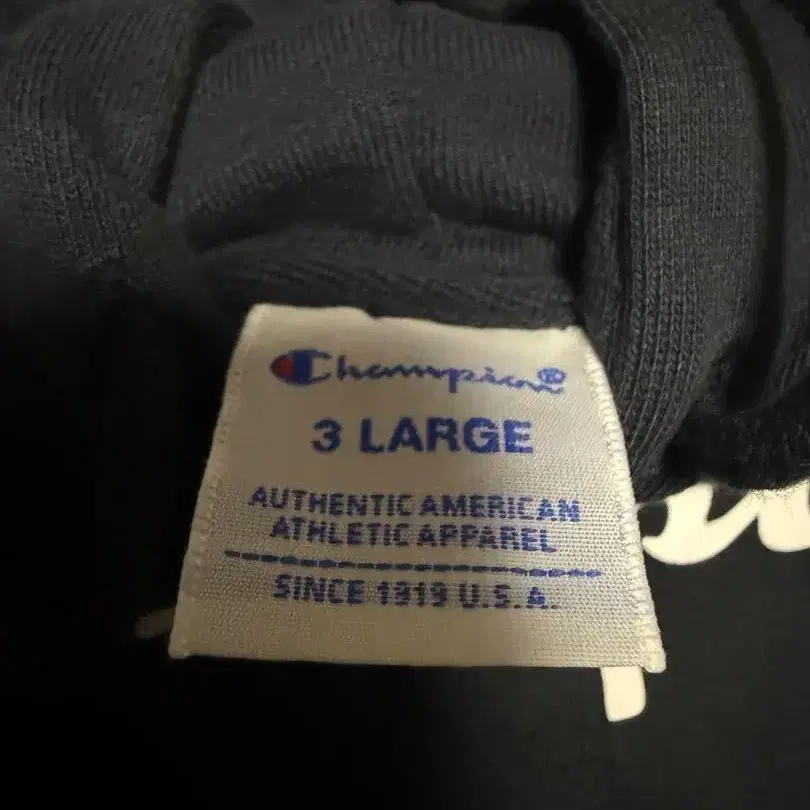 Champion®
3 LARGE
AUTHENTIC AMERICAN
ATHLETIC APPAREL
SINCE 1919 U.S.A.